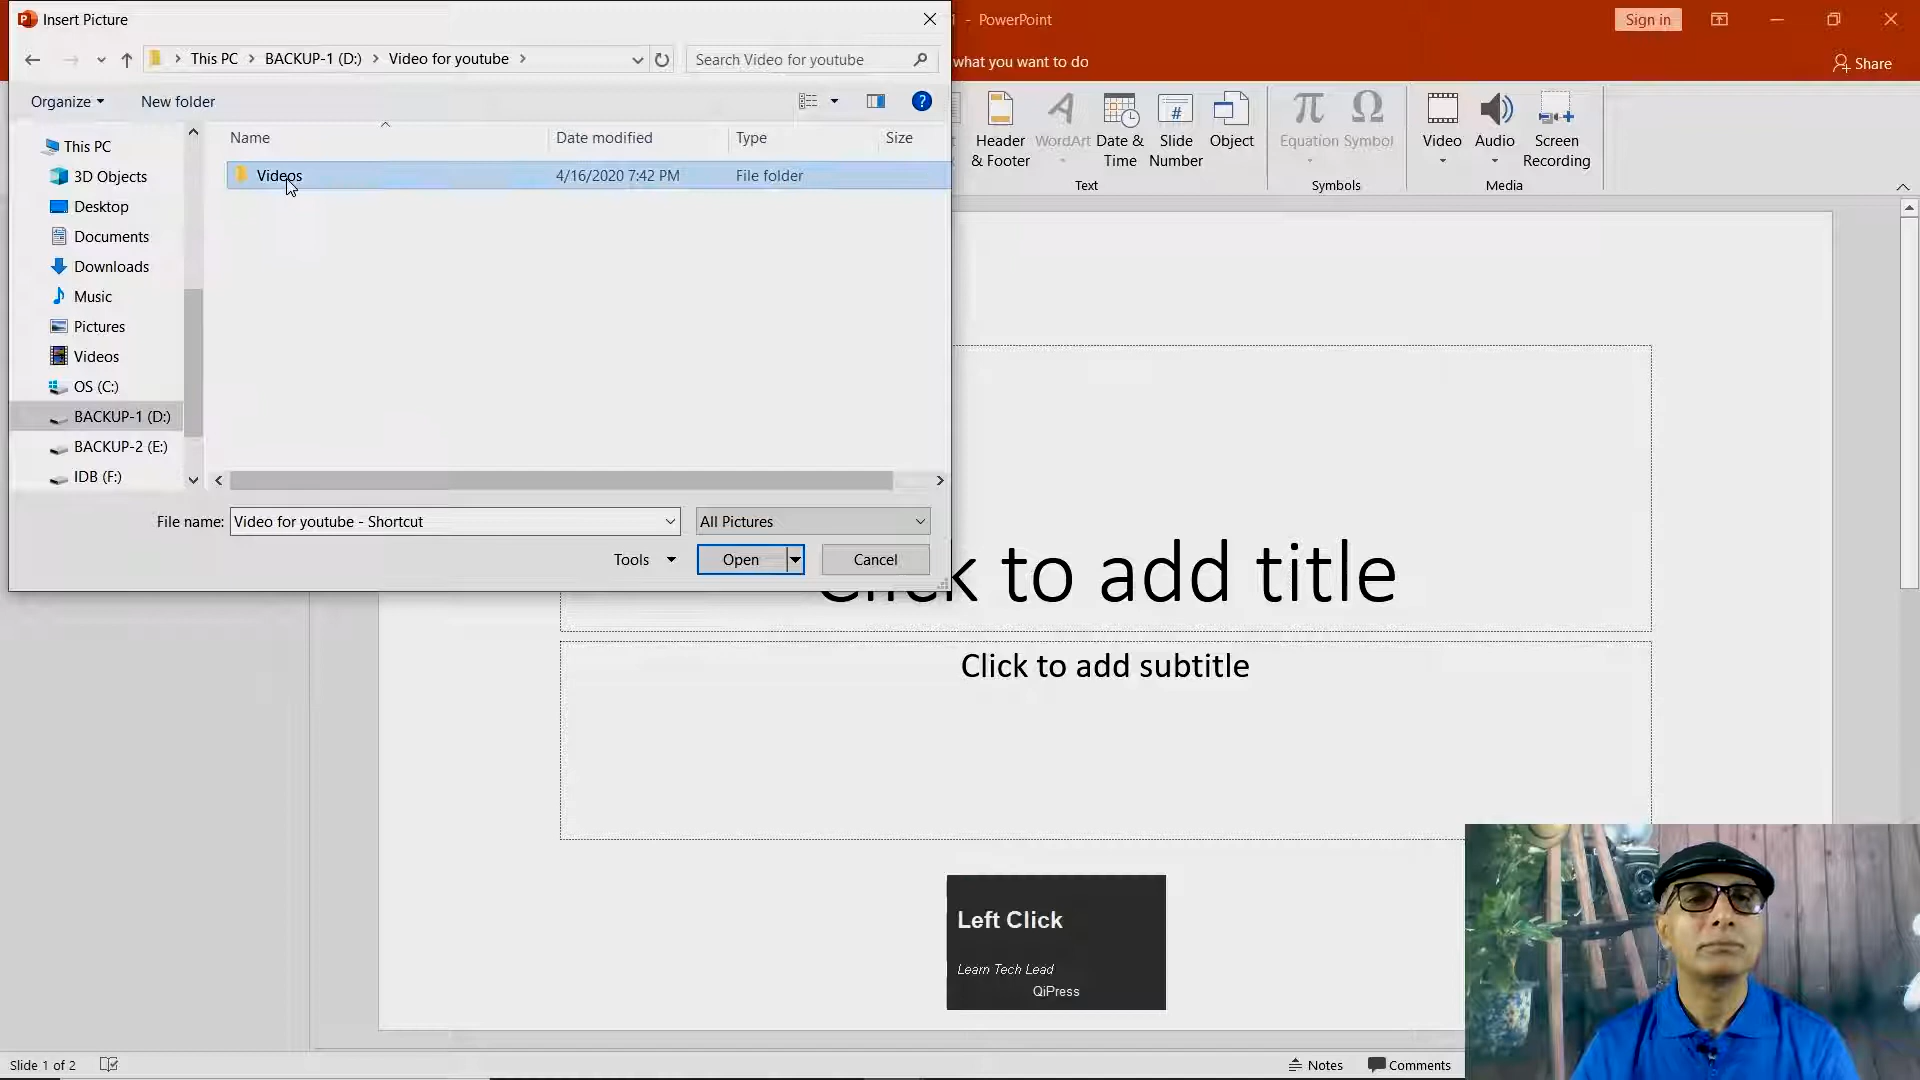 Insert Picture
1 - PowerPoint
Sign in
This PC
BACKUP-1 (D:)
Video for youtube
Search Video for youtube
what you want to do
Share
Organize
New folder
Name
Date modified
Type
Size
Videos
4/16/2020 7:42 PM
File folder
This PC
3D Objects
Desktop
Documents
Downloads
Music
Pictures
Videos
OS (C:)
BACKUP-1 (D:)
BACKUP-2 (E:)
IDB (F:)
File name:
Video for youtube - Shortcut
All Pictures
Tools
Open
Cancel
Header
& Footer
WordArt
Date &
Time
Slide
Number
Object
Text
Equation
Symbol
Symbols
Video
Audio
Screen
Recording
Media
Click to add title
Click to add subtitle
Left Click
Learn Tech Lead
QiPress
Slide 1 of 2
Notes
Comments